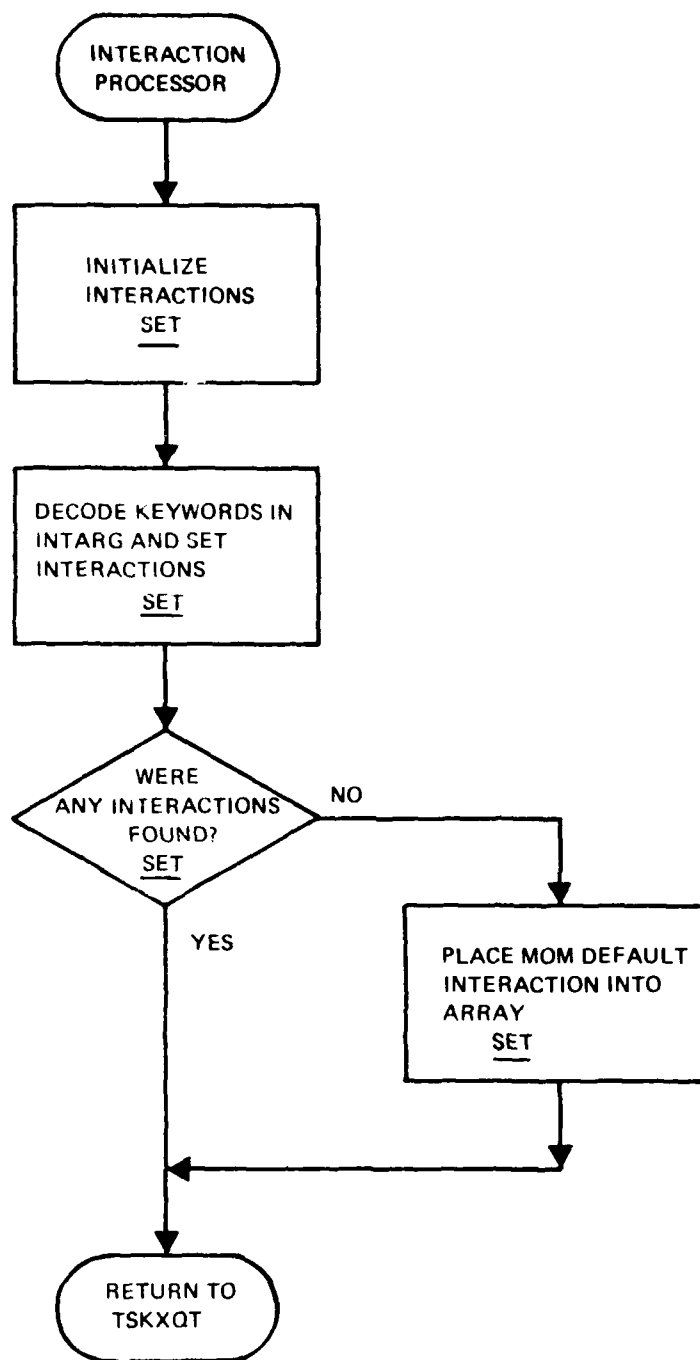 INTERACTION
PROCESSOR
INITIALIZE
INTERACTIONS
SET
DECODE KEYWORDS IN
INTARG AND SET
INTERACTIONS
SET
WERE
ANY INTERACTIONS
FOUND?
SET
NO
YES
PLACE MOM DEFAULT
INTERACTION INTO
ARRAY
SET
RETURN TO
TSKXQT